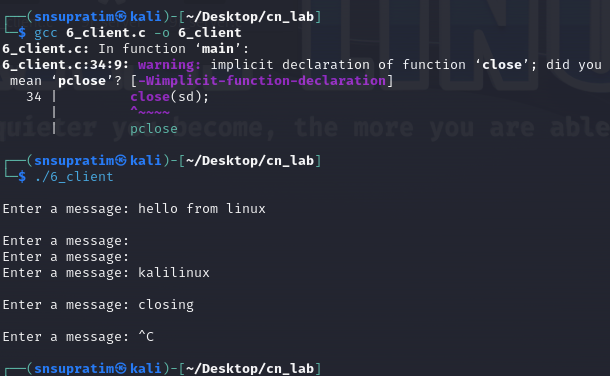 ┌──(snsupratim㉿kali)-[~/Desktop/cn_lab]
└─$ gcc 6_client.c -o 6_client
6_client.c: In function ‘main’:
6_client.c:34:9: warning: implicit declaration of function ‘close’; did you
 mean ‘pclose’? [-Wimplicit-function-declaration]
   34 |         close(sd);
      |         ^~~~~
      |         pclose
┌──(snsupratim㉿kali)-[~/Desktop/cn_lab]
└─$ ./6_client
Enter a message: hello from linux
Enter a message:
Enter a message:
Enter a message: kalilinux
Enter a message: closing
Enter a message: ^C
┌──(snsupratim㉿kali)-[~/Desktop/cn_lab]
quieter you become, the more you are able